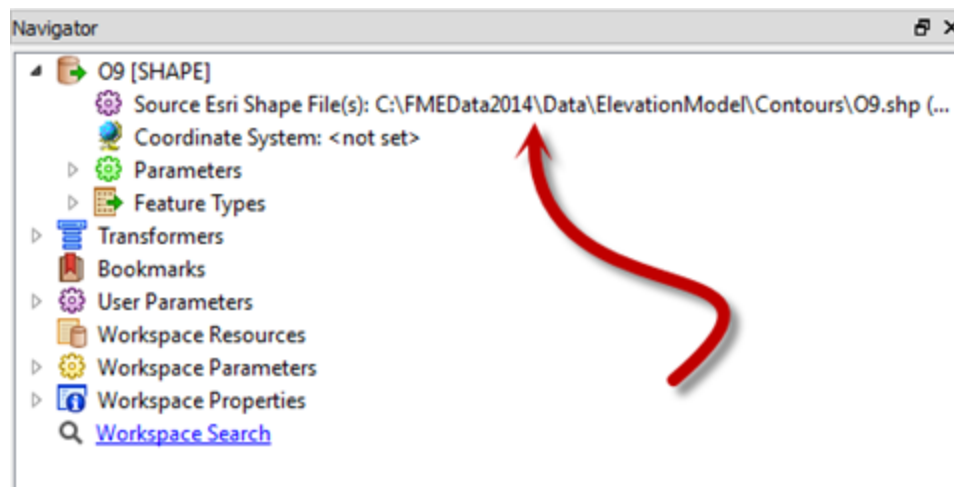 Navigator
O9 [SHAPE]
Source Esri Shape File(s): C:\FMEData2014\Data\ElevationModel\Contours\O9.shp (...
Coordinate System: <not set>
Parameters
Feature Types
Transformers
Bookmarks
User Parameters
Workspace Resources
Workspace Parameters
Workspace Properties
Workspace Search